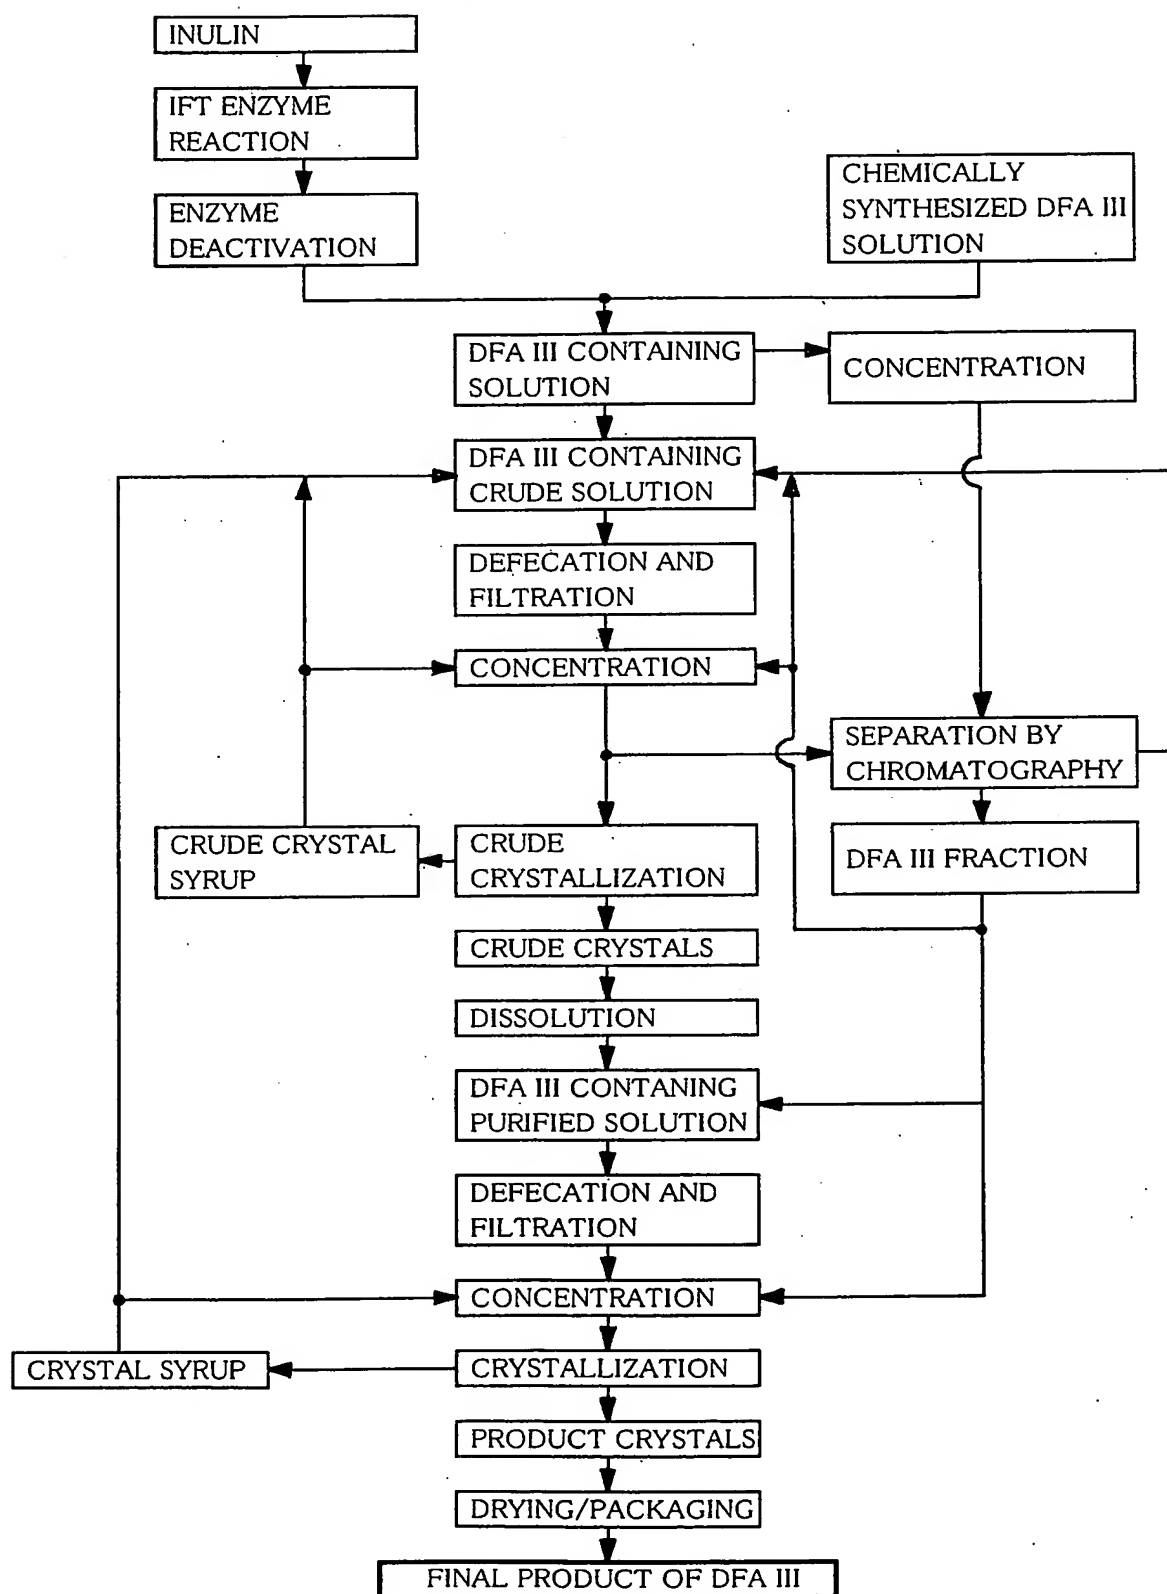 INULIN
IFT ENZYME
REACTION
ENZYME
DEACTIVATION
CHEMICALLY
SYNTHESIZED DFA III
SOLUTION
DFA III CONTAINING
SOLUTION
CONCENTRATION
DFA III CONTAINING
CRUDE SOLUTION
DEFECATION AND
FILTRATION
CONCENTRATION
SEPARATION BY
CHROMATOGRAPHY
CRUDE CRYSTAL
SYRUP
CRUDE
CRYSTALLIZATION
DFA III FRACTION
CRUDE CRYSTALS
DISSOLUTION
DFA III CONTANING
PURIFIED SOLUTION
DEFECATION AND
FILTRATION
CONCENTRATION
CRYSTAL SYRUP
CRYSTALLIZATION
PRODUCT CRYSTALS
DRYING/PACKAGING
FINAL PRODUCT OF DFA III